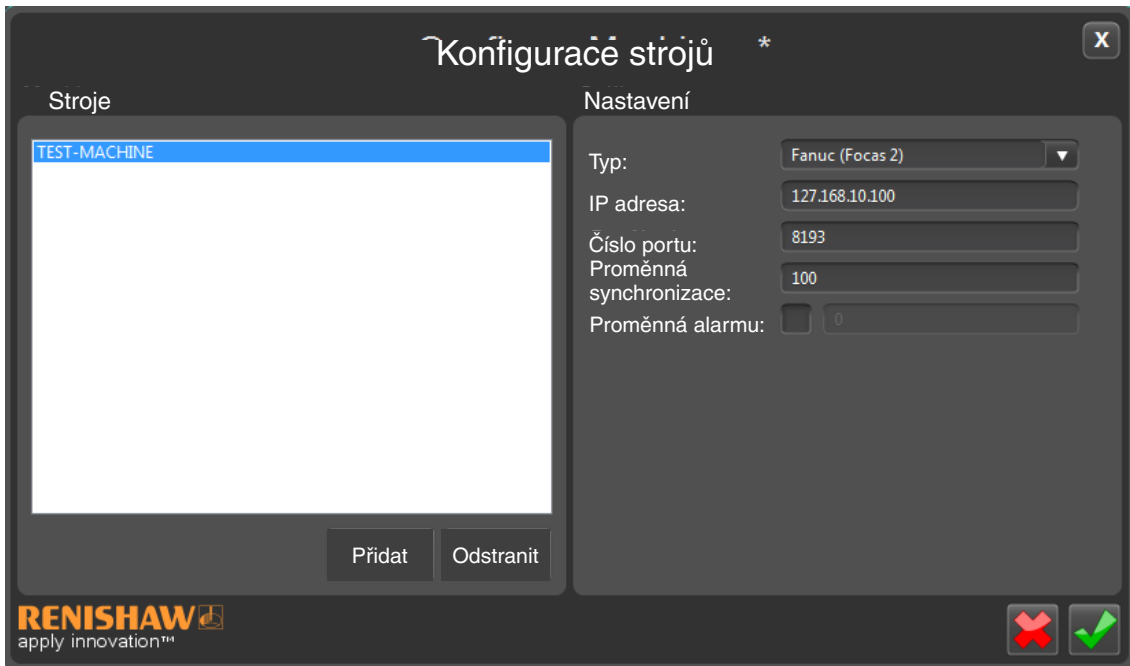 Konfigurace strojů *
X
Stroje
Nastavení
TEST-MACHINE
Typ: Fanuc (Focas 2)
IP adresa: 127.168.10.100
Číslo portu: 8193
Proměnná
synchronizace: 100
Proměnná alarmu: 0
Přidat Odstranit
RENISHAW
apply innovation™